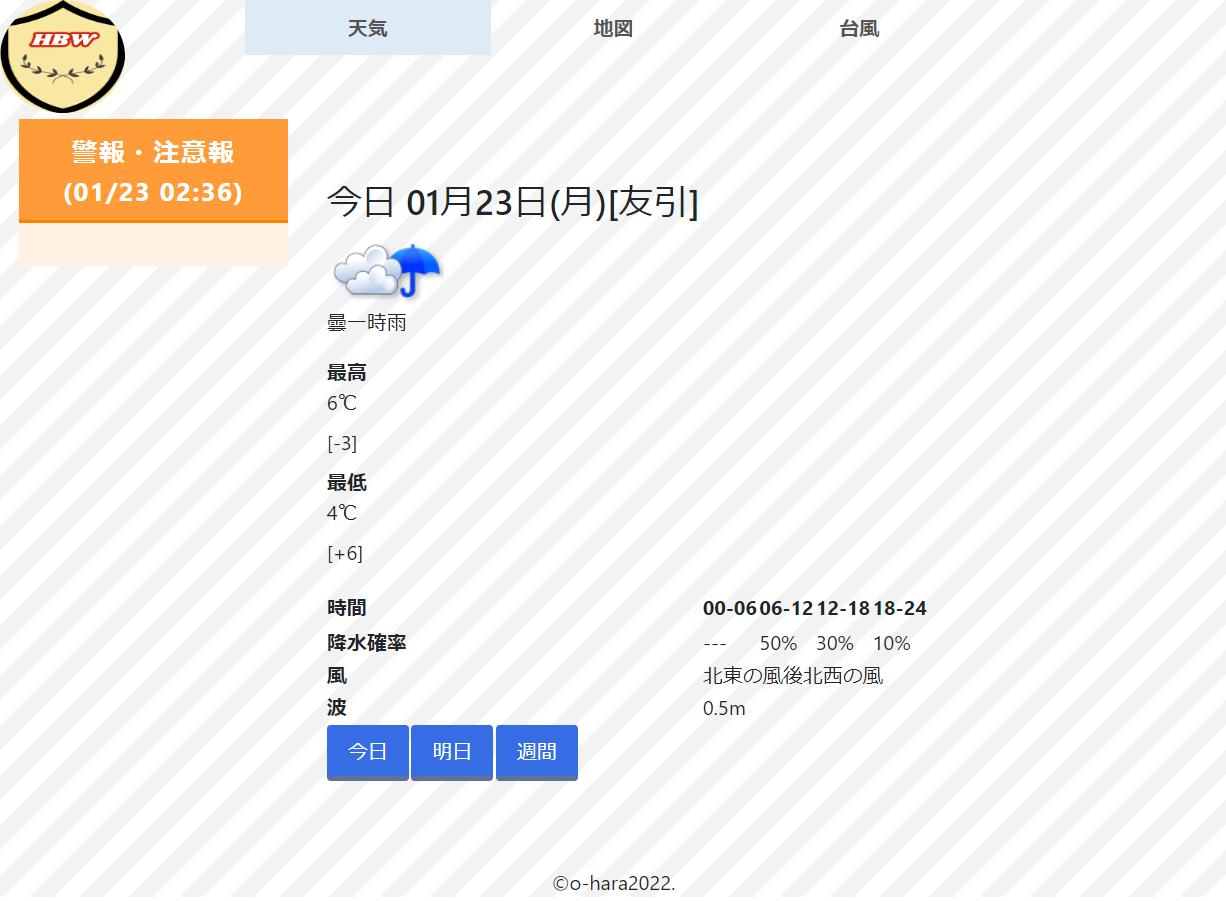 HBW
天気 地図 台風
警報・注意報
(01/23 02:36)
今日 01月23日(月)[友引]
曇一時雨
最高
6℃
[-3]
最低
4℃
[+6]
時間 00-06 06-12 12-18 18-24
降水確率 --- 50% 30% 10%
風 北東の風後北西の風
波 0.5m
今日 明日 週間
©o-hara2022.